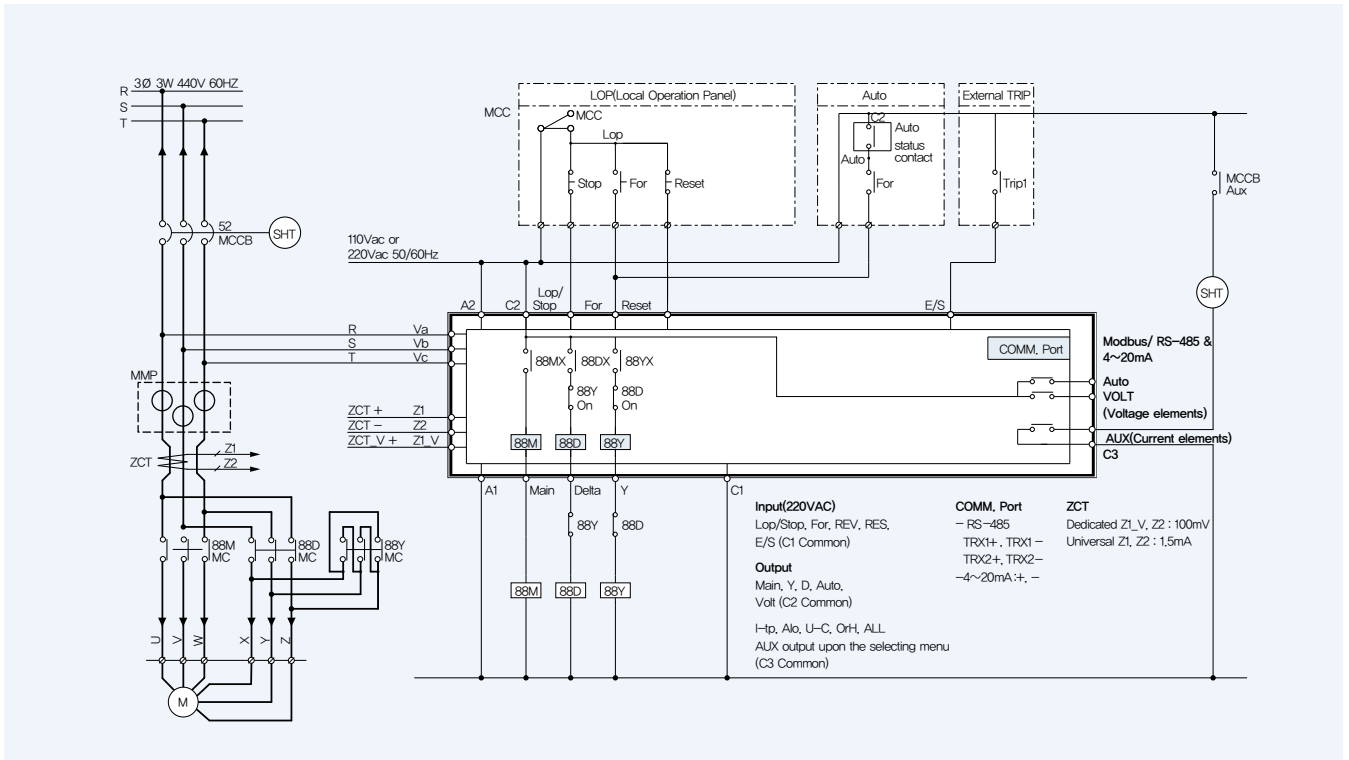 3Ø 3W 440V 60HZ
R
S
T
52
MCCB
SHT
MMP
ZCT
Z1
Z2
88M
MC
88D
MC
88Y
MC
U
V
W
X
Y
Z
M
LOP(Local Operation Panel)
MCC
MCC
Lop
Stop
For
Reset
Auto
C2
Auto
status
contact
Auto
For
External TRIP
Trip1
MCCB
Aux
SHT
110Vac or
220Vac 50/60Hz
A2
C2
Lop/
Stop
For
Reset
E/S
R Va
S Vb
T Vc
ZCT + Z1
ZCT - Z2
ZCT_V + Z1_V
88MX
88DX
88YX
88Y
On
88D
On
88M
88D
88Y
COMM. Port
Modbus/ RS-485 &
4~20mA
Auto
VOLT
(Voltage elements)
AUX(Current elements)
C3
A1
Main
Delta
Y
C1
88Y
88D
88M
88D
88Y
Input(220VAC)
Lop/Stop, For, REV, RES,
E/S (C1 Common)
Output
Main, Y, D, Auto,
Volt (C2 Common)
I-tp, Alo, U-C, OrH, ALL
AUX output upon the selecting menu
(C3 Common)
COMM. Port
- RS-485
TRX1+, TRX1-
TRX2+, TRX2-
-4~20mA :+, -
ZCT
Dedicated Z1_V, Z2 : 100mV
Universal Z1, Z2 : 1.5mA